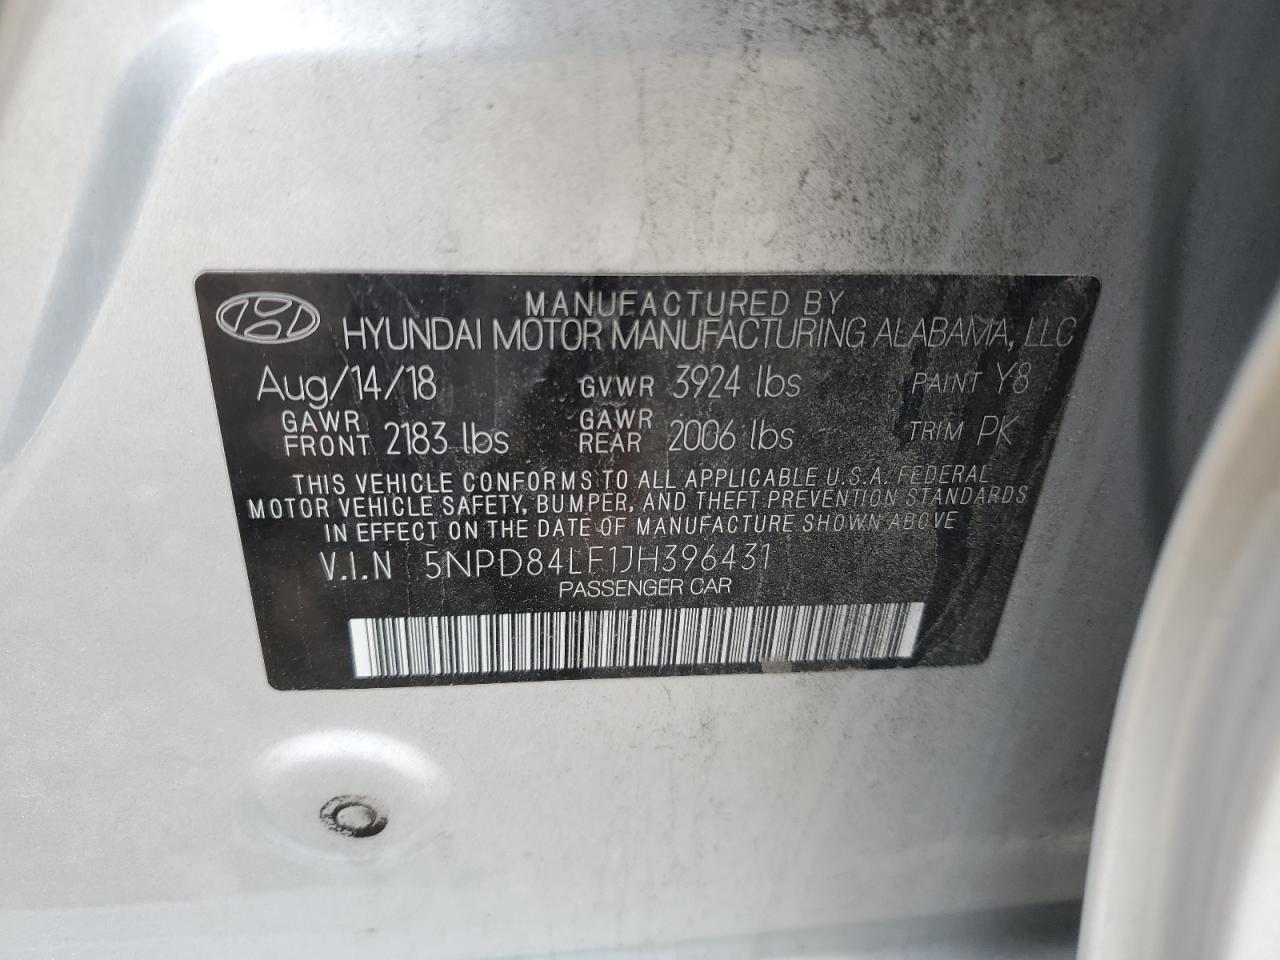 MANUFACTURED BY
HYUNDAI MOTOR MANUFACTURING ALABAMA, LLC
Aug/14/18 GVWR 3924 lbs PAINT Y8
GAWR FRONT 2183 lbs GAWR REAR 2006 lbs TRIM PK
THIS VEHICLE CONFORMS TO ALL APPLICABLE U.S.A. FEDERAL
MOTOR VEHICLE SAFETY, BUMPER, AND THEFT PREVENTION STANDARDS
IN EFFECT ON THE DATE OF MANUFACTURE SHOWN ABOVE
V.I.N 5NPD84LF1JH396431
PASSENGER CAR